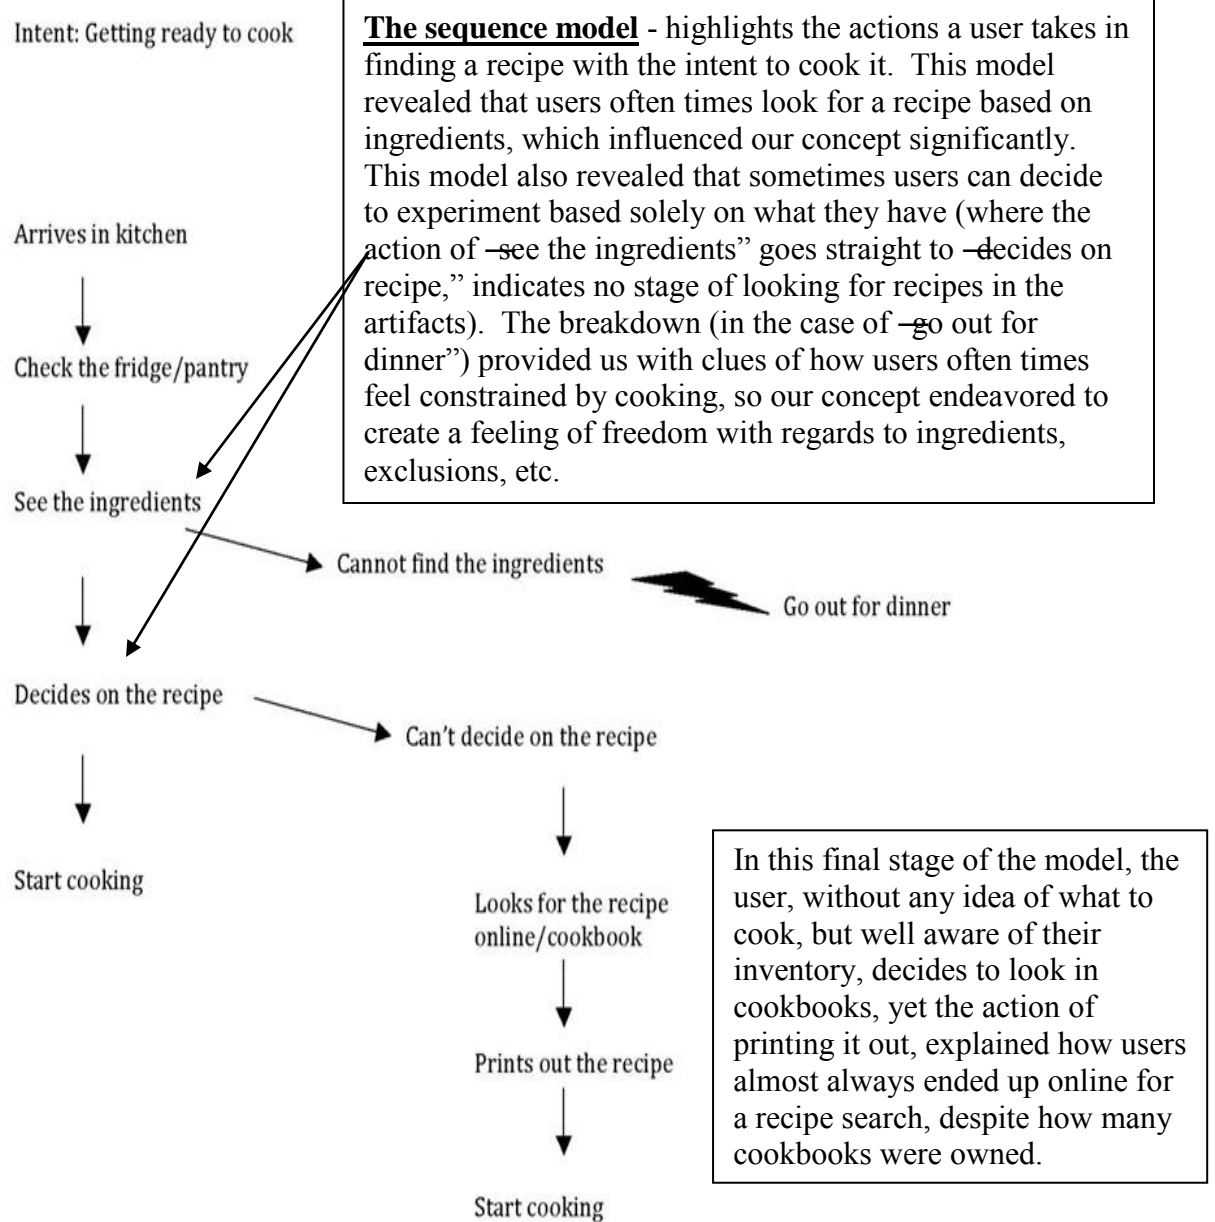 Intent: Getting ready to cook
The sequence model - highlights the actions a user takes in
finding a recipe with the intent to cook it. This model
revealed that users often times look for a recipe based on
ingredients, which influenced our concept significantly.
This model also revealed that sometimes users can decide
to experiment based solely on what they have (where the
action of ―see the ingredients” goes straight to ―decides on
recipe,” indicates no stage of looking for recipes in the
artifacts). The breakdown (in the case of ―go out for
dinner”) provided us with clues of how users often times
feel constrained by cooking, so our concept endeavored to
create a feeling of freedom with regards to ingredients,
exclusions, etc.
Arrives in kitchen
Check the fridge/pantry
See the ingredients
Cannot find the ingredients
Go out for dinner
Decides on the recipe
Can’t decide on the recipe
Start cooking
Looks for the recipe
online/cookbook
Prints out the recipe
Start cooking
In this final stage of the model, the
user, without any idea of what to
cook, but well aware of their
inventory, decides to look in
cookbooks, yet the action of
printing it out, explained how users
almost always ended up online for
a recipe search, despite how many
cookbooks were owned.